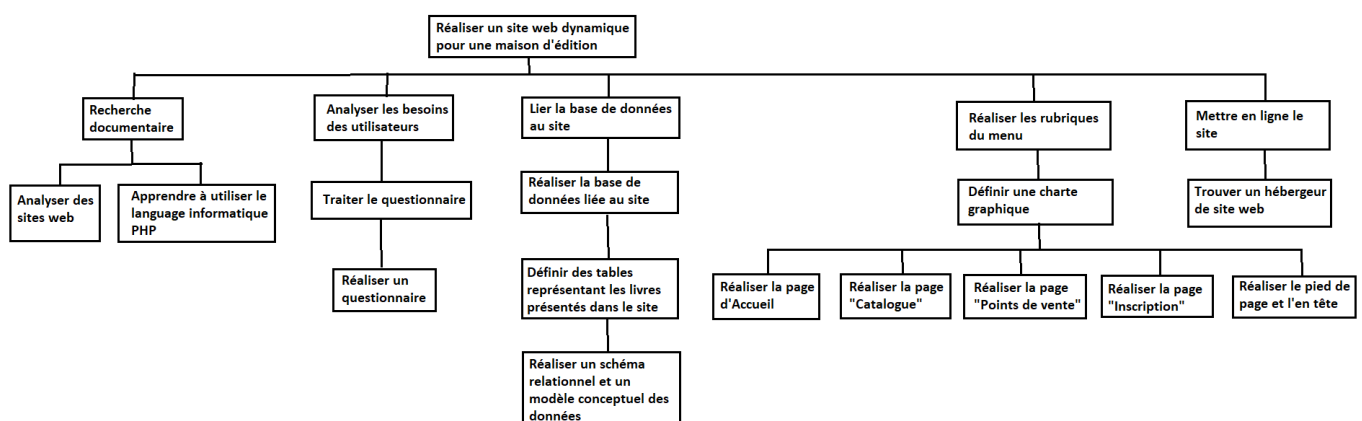 Réaliser un site web dynamique
pour une maison d'édition
Recherche
documentaire
Analyser les besoins
des utilisateurs
Lier la base de données
au site
Réaliser les rubriques
du menu
Mettre en ligne le
site
Analyser des
sites web
Apprendre à utiliser le
language informatique
PHP
Traiter le questionnaire
Réaliser la base de
données liée au site
Définir une charte
graphique
Trouver un hébergeur
de site web
Réaliser un
questionnaire
Définir des tables
représentant les livres
présentés dans le site
Réaliser la page
d'Accueil
Réaliser la page
"Catalogue"
Réaliser la page
"Points de vente"
Réaliser la page
"Inscription"
Réaliser le pied de
page et l'en tête
Réaliser un schéma
relationnel et un
modèle conceptuel des
données